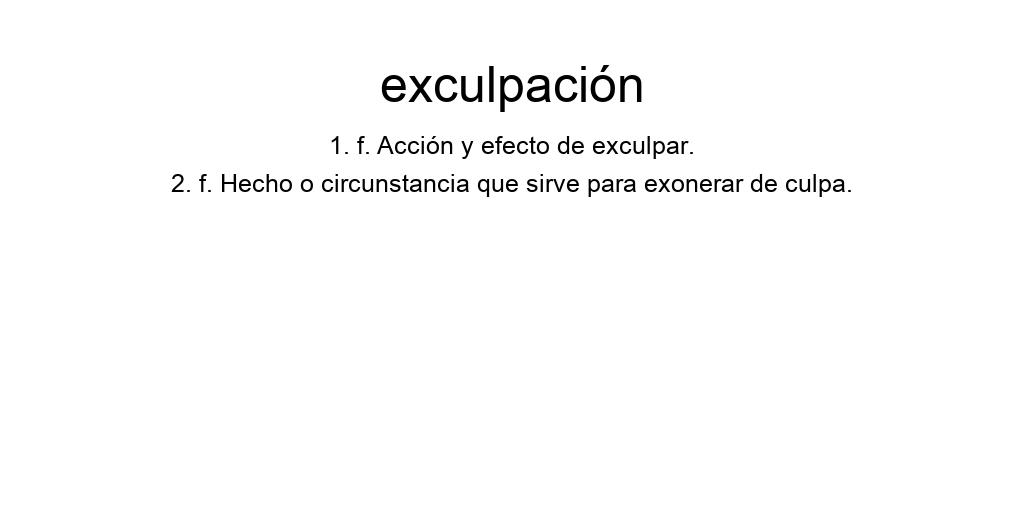 exculpación
1. f. Acción y efecto de exculpar.
2. f. Hecho o circunstancia que sirve para exonerar de culpa.